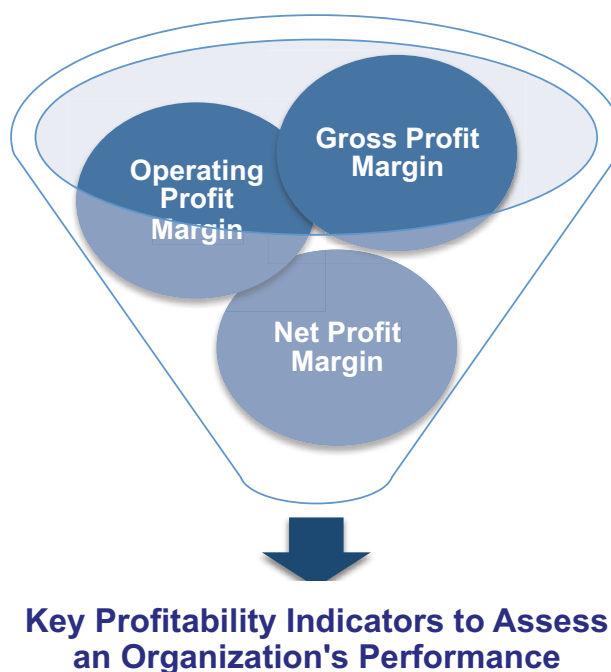 Gross Profit
Margin
Operating
Profit
Margin
Net Profit
Margin
Key Profitability Indicators to Assess
an Organization's Performance